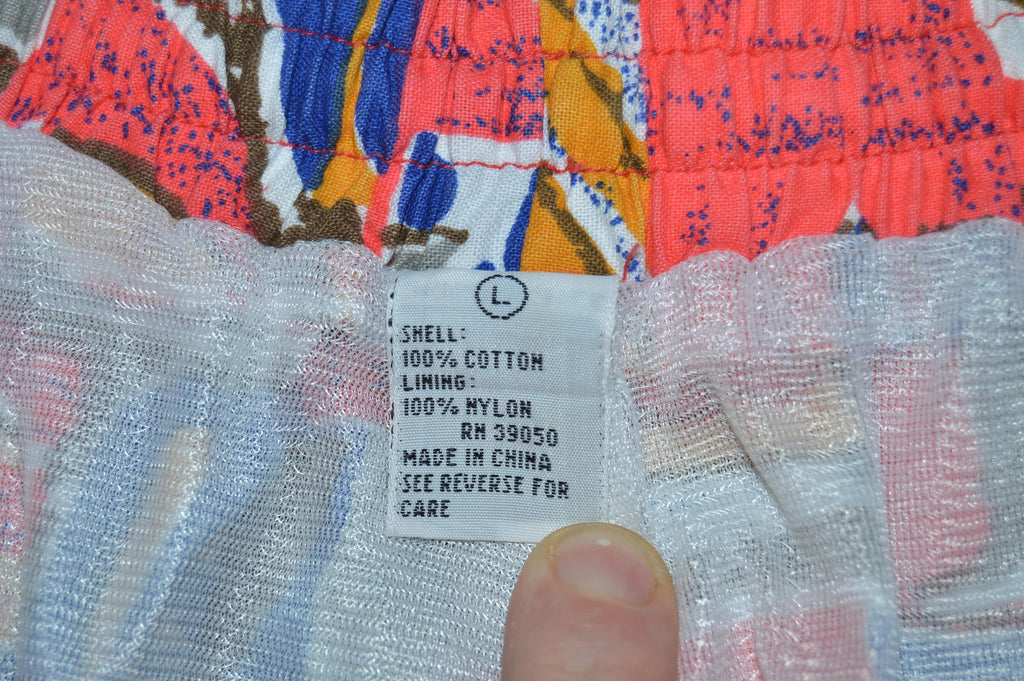 L
SHELL:
100% COTTON
LINING:
100% NYLON
RN 39050
MADE IN CHINA
SEE REVERSE FOR
CARE